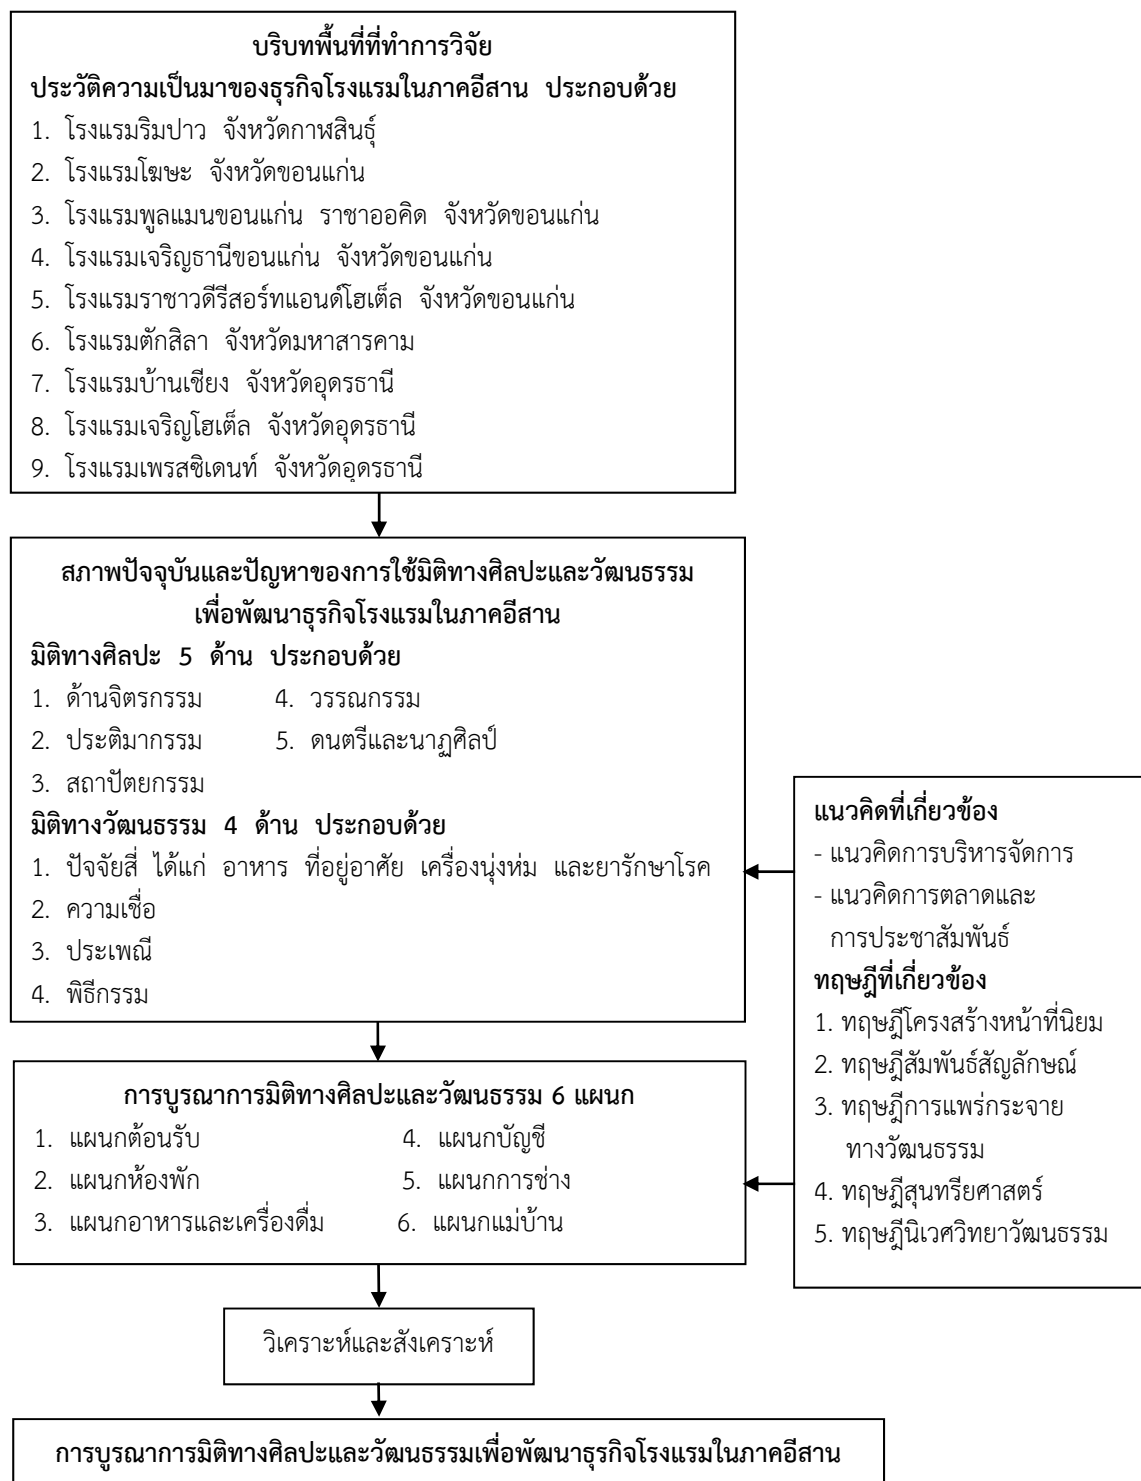 บริบทพื้นที่ที่ทำการวิจัย
ประวัติความเป็นมาของธุรกิจโรงแรมในภาคอีสาน ประกอบด้วย
1. โรงแรมริมปาว จังหวัดกาฬสินธุ์
2. โรงแรมโฆษะ จังหวัดขอนแก่น
3. โรงแรมพูลแมนขอนแก่น ราชาออคิด จังหวัดขอนแก่น
4. โรงแรมเจริญธานีขอนแก่น จังหวัดขอนแก่น
5. โรงแรมราชาวดีรีสอร์ทแอนด์โฮเต็ล จังหวัดขอนแก่น
6. โรงแรมตักสิลา จังหวัดมหาสารคาม
7. โรงแรมบ้านเชียง จังหวัดอุดรธานี
8. โรงแรมเจริญโฮเต็ล จังหวัดอุดรธานี
9. โรงแรมเพรสซิเดนท์ จังหวัดอุดรธานี
สภาพปัจจุบันและปัญหาของการใช้มิติทางศิลปะและวัฒนธรรม
เพื่อพัฒนาธุรกิจโรงแรมในภาคอีสาน
มิติทางศิลปะ 5 ด้าน ประกอบด้วย
1. ด้านจิตรกรรม 4. วรรณกรรม
2. ประติมากรรม 5. ดนตรีและนาฏศิลป์
3. สถาปัตยกรรม
มิติทางวัฒนธรรม 4 ด้าน ประกอบด้วย
1. ปัจจัยสี่ ได้แก่ อาหาร ที่อยู่อาศัย เครื่องนุ่งห่ม และยารักษาโรค
2. ความเชื่อ
3. ประเพณี
4. พิธีกรรม
แนวคิดที่เกี่ยวข้อง
- แนวคิดการบริหารจัดการ
- แนวคิดการตลาดและ
การประชาสัมพันธ์
ทฤษฎีที่เกี่ยวข้อง
1. ทฤษฎีโครงสร้างหน้าที่นิยม
2. ทฤษฎีสัมพันธ์สัญลักษณ์
3. ทฤษฎีการแพร่กระจาย
ทางวัฒนธรรม
4. ทฤษฎีสุนทรียศาสตร์
5. ทฤษฎีนิเวศวิทยาวัฒนธรรม
การบูรณาการมิติทางศิลปะและวัฒนธรรม 6 แผนก
1. แผนกต้อนรับ 4. แผนกบัญชี
2. แผนกห้องพัก 5. แผนกการช่าง
3. แผนกอาหารและเครื่องดื่ม 6. แผนกแม่บ้าน
วิเคราะห์และสังเคราะห์
การบูรณาการมิติทางศิลปะและวัฒนธรรมเพื่อพัฒนาธุรกิจโรงแรมในภาคอีสาน